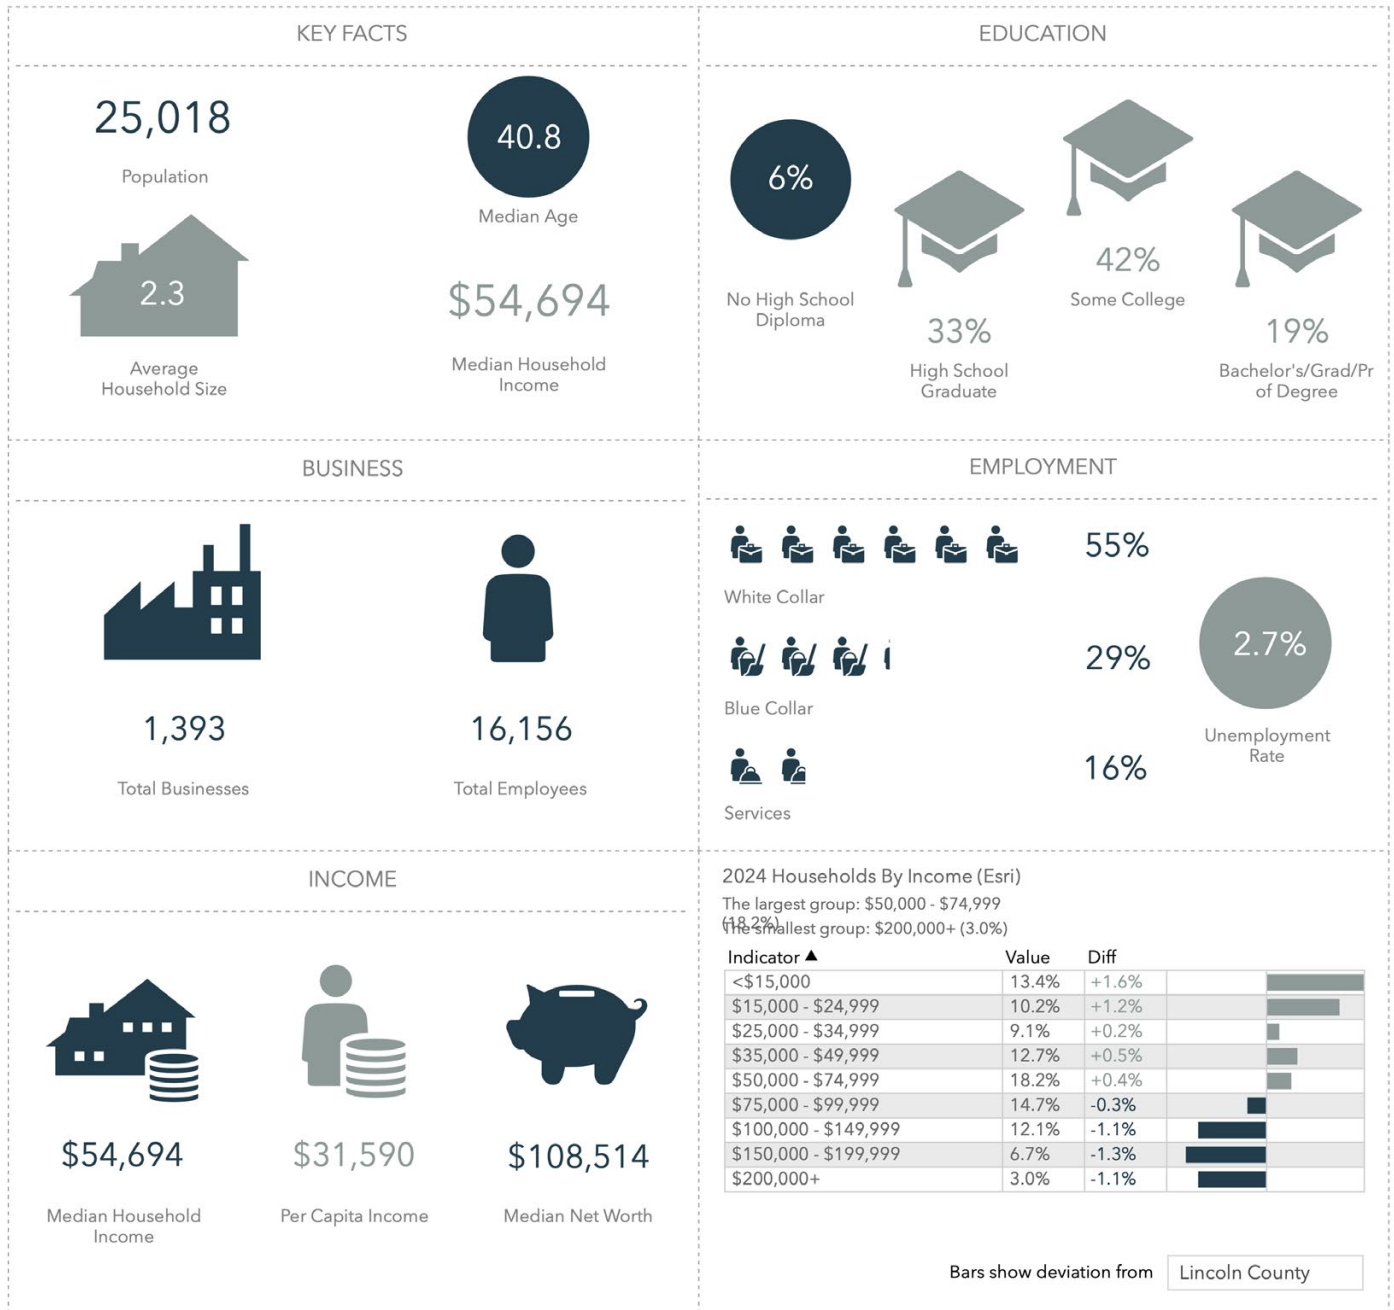 KEY FACTS
25,018
Population
40.8
Median Age
2.3
Average
Household Size
$54,694
Median Household
Income
EDUCATION
6%
No High School
Diploma
33%
High School
Graduate
42%
Some College
19%
Bachelor's/Grad/Pr
of Degree
BUSINESS
1,393
Total Businesses
16,156
Total Employees
EMPLOYMENT
55%
White Collar
29%
Blue Collar
16%
Services
2.7%
Unemployment
Rate
INCOME
$54,694
Median Household
Income
$31,590
Per Capita Income
$108,514
Median Net Worth
2024 Households By Income (Esri)
The largest group: $50,000 - $74,999
(18.2%)
The smallest group: $200,000+ (3.0%)
Indicator ▲ Value Diff
<$15,000 13.4% +1.6%
$15,000 - $24,999 10.2% +1.2%
$25,000 - $34,999 9.1% +0.2%
$35,000 - $49,999 12.7% +0.5%
$50,000 - $74,999 18.2% +0.4%
$75,000 - $99,999 14.7% -0.3%
$100,000 - $149,999 12.1% -1.1%
$150,000 - $199,999 6.7% -1.3%
$200,000+ 3.0% -1.1%
Bars show deviation from Lincoln County